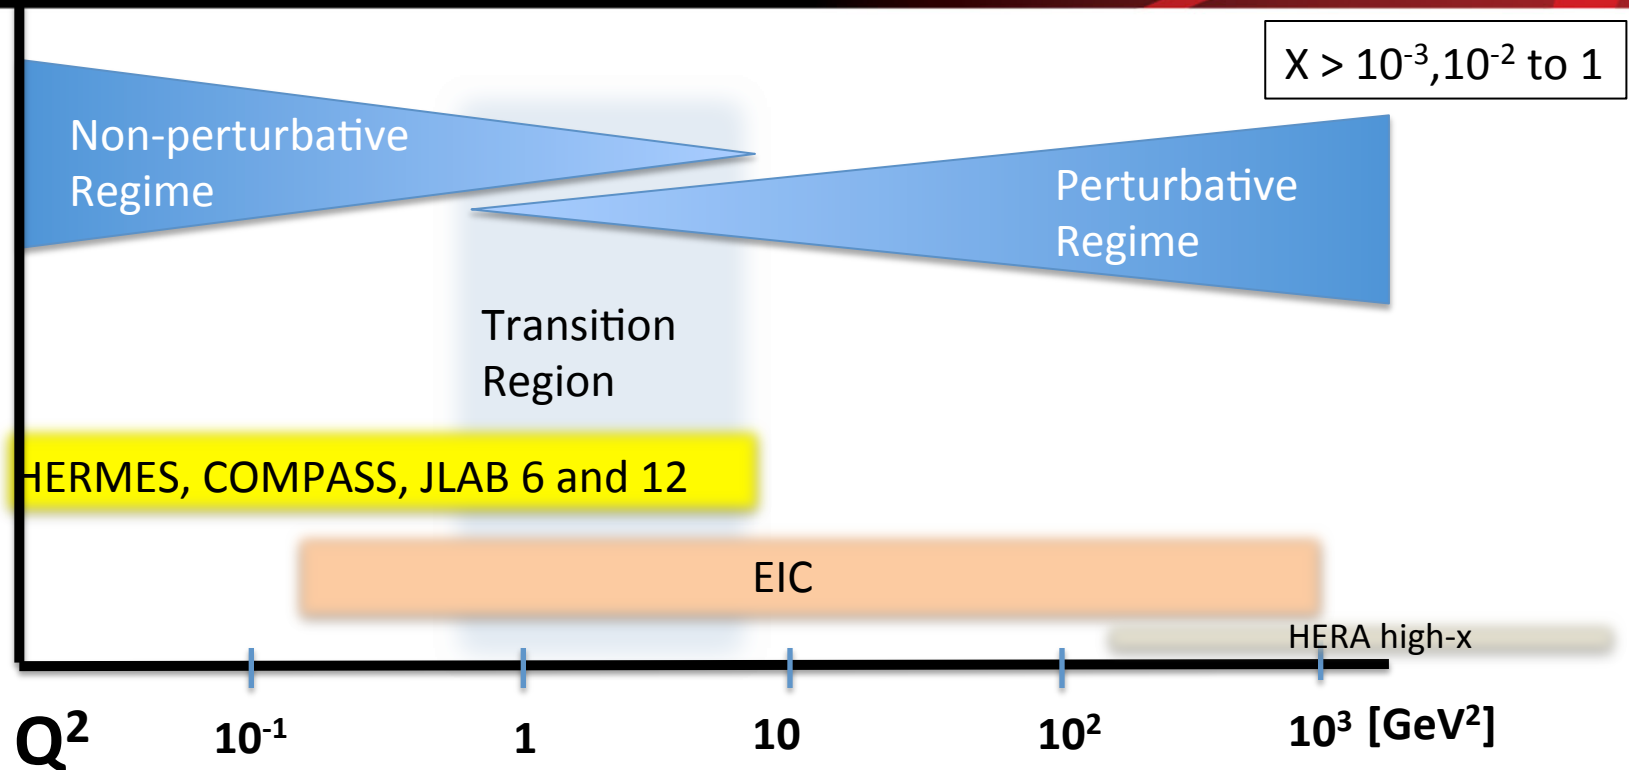 X > 10⁻³,10⁻² to 1
Non-perturbative
Regime
Perturbative
Regime
Transition
Region
HERMES, COMPASS, JLAB 6 and 12
EIC
HERA high-x
Q² 10⁻¹ 1 10 10² 10³ [GeV²]